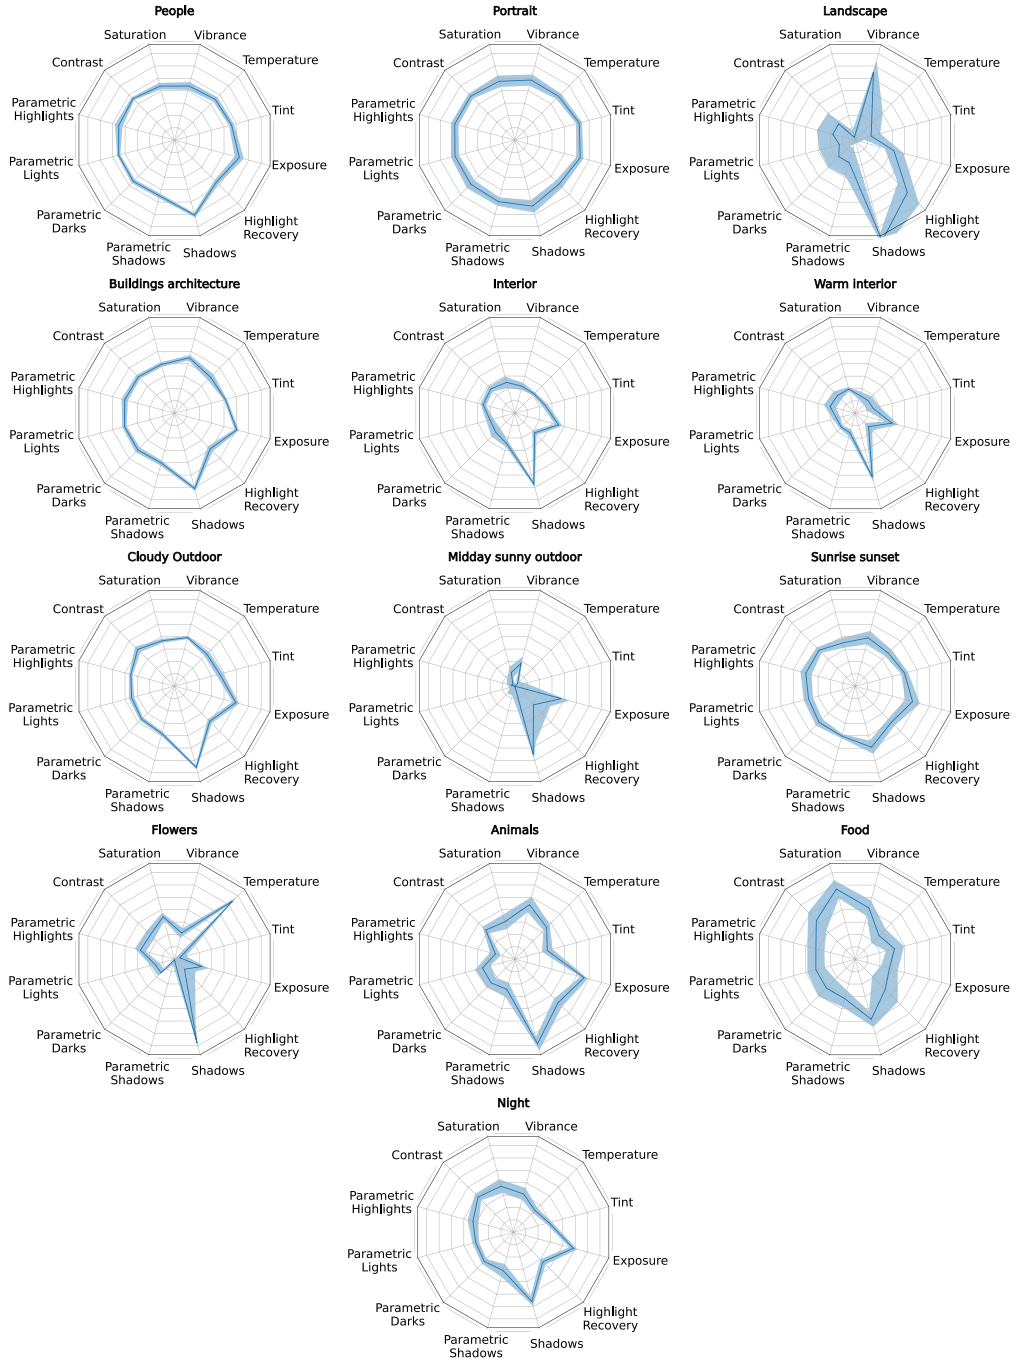 People
Saturation
Vibrance
Contrast
Temperature
Parametric
Highlights
Tint
Parametric
Lights
Exposure
Parametric
Darks
Highlight
Recovery
Parametric
Shadows
Shadows
Portrait
Saturation
Vibrance
Contrast
Temperature
Parametric
Highlights
Tint
Parametric
Lights
Exposure
Parametric
Darks
Highlight
Recovery
Parametric
Shadows
Shadows
Landscape
Saturation
Vibrance
Contrast
Temperature
Parametric
Highlights
Tint
Parametric
Lights
Exposure
Parametric
Darks
Highlight
Recovery
Parametric
Shadows
Shadows
Buildings architecture
Saturation
Vibrance
Contrast
Temperature
Parametric
Highlights
Tint
Parametric
Lights
Exposure
Parametric
Darks
Highlight
Recovery
Parametric
Shadows
Shadows
Interior
Saturation
Vibrance
Contrast
Temperature
Parametric
Highlights
Tint
Parametric
Lights
Exposure
Parametric
Darks
Highlight
Recovery
Parametric
Shadows
Shadows
Warm interior
Saturation
Vibrance
Contrast
Temperature
Parametric
Highlights
Tint
Parametric
Lights
Exposure
Parametric
Darks
Highlight
Recovery
Parametric
Shadows
Shadows
Cloudy Outdoor
Saturation
Vibrance
Contrast
Temperature
Parametric
Highlights
Tint
Parametric
Lights
Exposure
Parametric
Darks
Highlight
Recovery
Parametric
Shadows
Shadows
Midday sunny outdoor
Saturation
Vibrance
Contrast
Temperature
Parametric
Highlights
Tint
Parametric
Lights
Exposure
Parametric
Darks
Highlight
Recovery
Parametric
Shadows
Shadows
Sunrise sunset
Saturation
Vibrance
Contrast
Temperature
Parametric
Highlights
Tint
Parametric
Lights
Exposure
Parametric
Darks
Highlight
Recovery
Parametric
Shadows
Shadows
Flowers
Saturation
Vibrance
Contrast
Temperature
Parametric
Highlights
Tint
Parametric
Lights
Exposure
Parametric
Darks
Highlight
Recovery
Parametric
Shadows
Shadows
Animals
Saturation
Vibrance
Contrast
Temperature
Parametric
Highlights
Tint
Parametric
Lights
Exposure
Parametric
Darks
Highlight
Recovery
Parametric
Shadows
Shadows
Food
Saturation
Vibrance
Contrast
Temperature
Parametric
Highlights
Tint
Parametric
Lights
Exposure
Parametric
Darks
Highlight
Recovery
Parametric
Shadows
Shadows
Night
Saturation
Vibrance
Contrast
Temperature
Parametric
Highlights
Tint
Parametric
Lights
Exposure
Parametric
Darks
Highlight
Recovery
Parametric
Shadows
Shadows